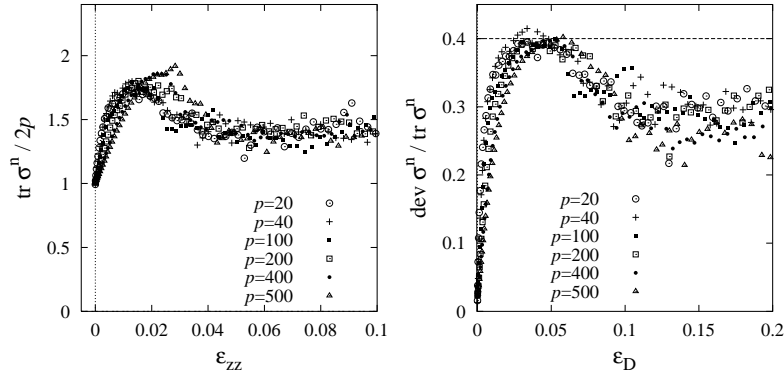 tr σⁿ / 2p
2
1.5
1
0.5
0
p=20
p=40
p=100
p=200
p=400
p=500
0 0.02 0.04 0.06 0.08 0.1
ε_zz
dev σⁿ / tr σⁿ
0.4
0.3
0.2
0.1
0
p=20
p=40
p=100
p=200
p=400
p=500
0 0.05 0.1 0.15 0.2
ε_D